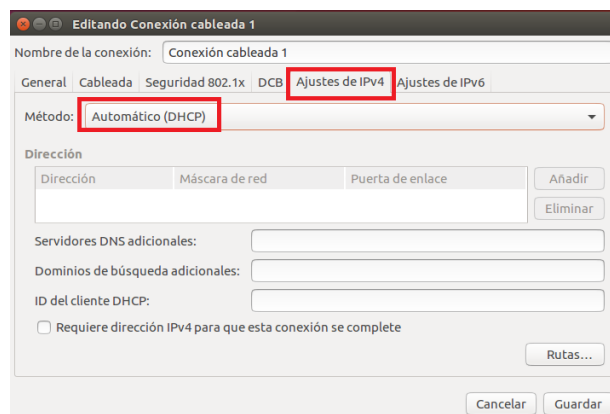 Editando Conexión cableada 1
Nombre de la conexión: Conexión cableada 1
General Cableada Seguridad 802.1x DCB Ajustes de IPv4 Ajustes de IPv6
Método: Automático (DHCP)
Dirección
Dirección Máscara de red Puerta de enlace Añadir
Eliminar
Servidores DNS adicionales:
Dominios de búsqueda adicionales:
ID del cliente DHCP:
Requiere dirección IPv4 para que esta conexión se complete
Rutas...
Cancelar Guardar